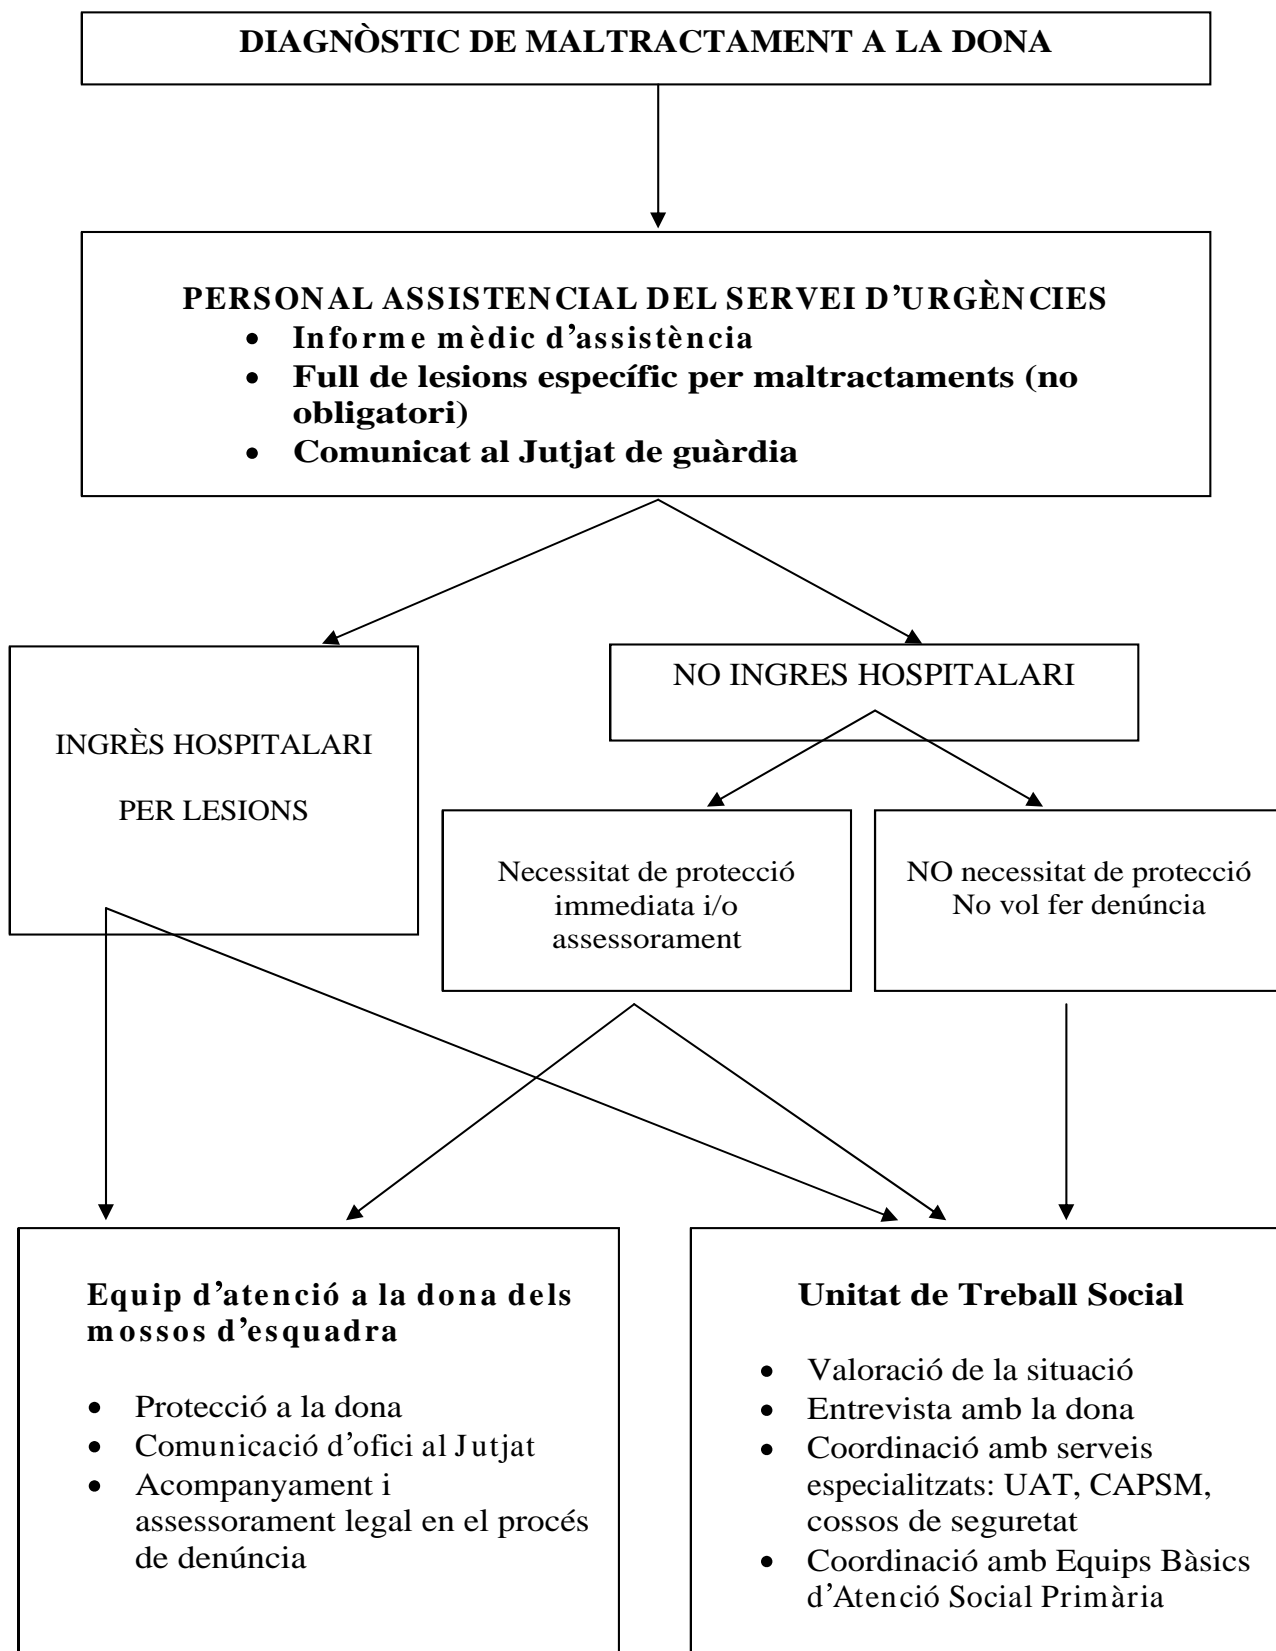 DIAGNÒSTIC DE MALTRACTAMENT A LA DONA
PERSONAL ASSISTENCIAL DEL SERVEI D’URGÈNCIES
• Informe mèdic d’assistència
• Full de lesions específic per maltractaments (no
obligatori)
• Comunicat al Jutjat de guàrdia
INGRÈS HOSPITALARI
PER LESIONS
NO INGRES HOSPITALARI
Necessitat de protecció
immediata i/o
assessorament
NO necessitat de protecció
No vol fer denúncia
Equip d’atenció a la dona dels
mossos d’esquadra
• Protecció a la dona
• Comunicació d’ofici al Jutjat
• Acompanyament i
assessorament legal en el procés
de denúncia
Unitat de Treball Social
• Valoració de la situació
• Entrevista amb la dona
• Coordinació amb serveis
especialitzats: UAT, CAPSM,
cossos de seguretat
• Coordinació amb Equips Bàsics
d’Atenció Social Primària